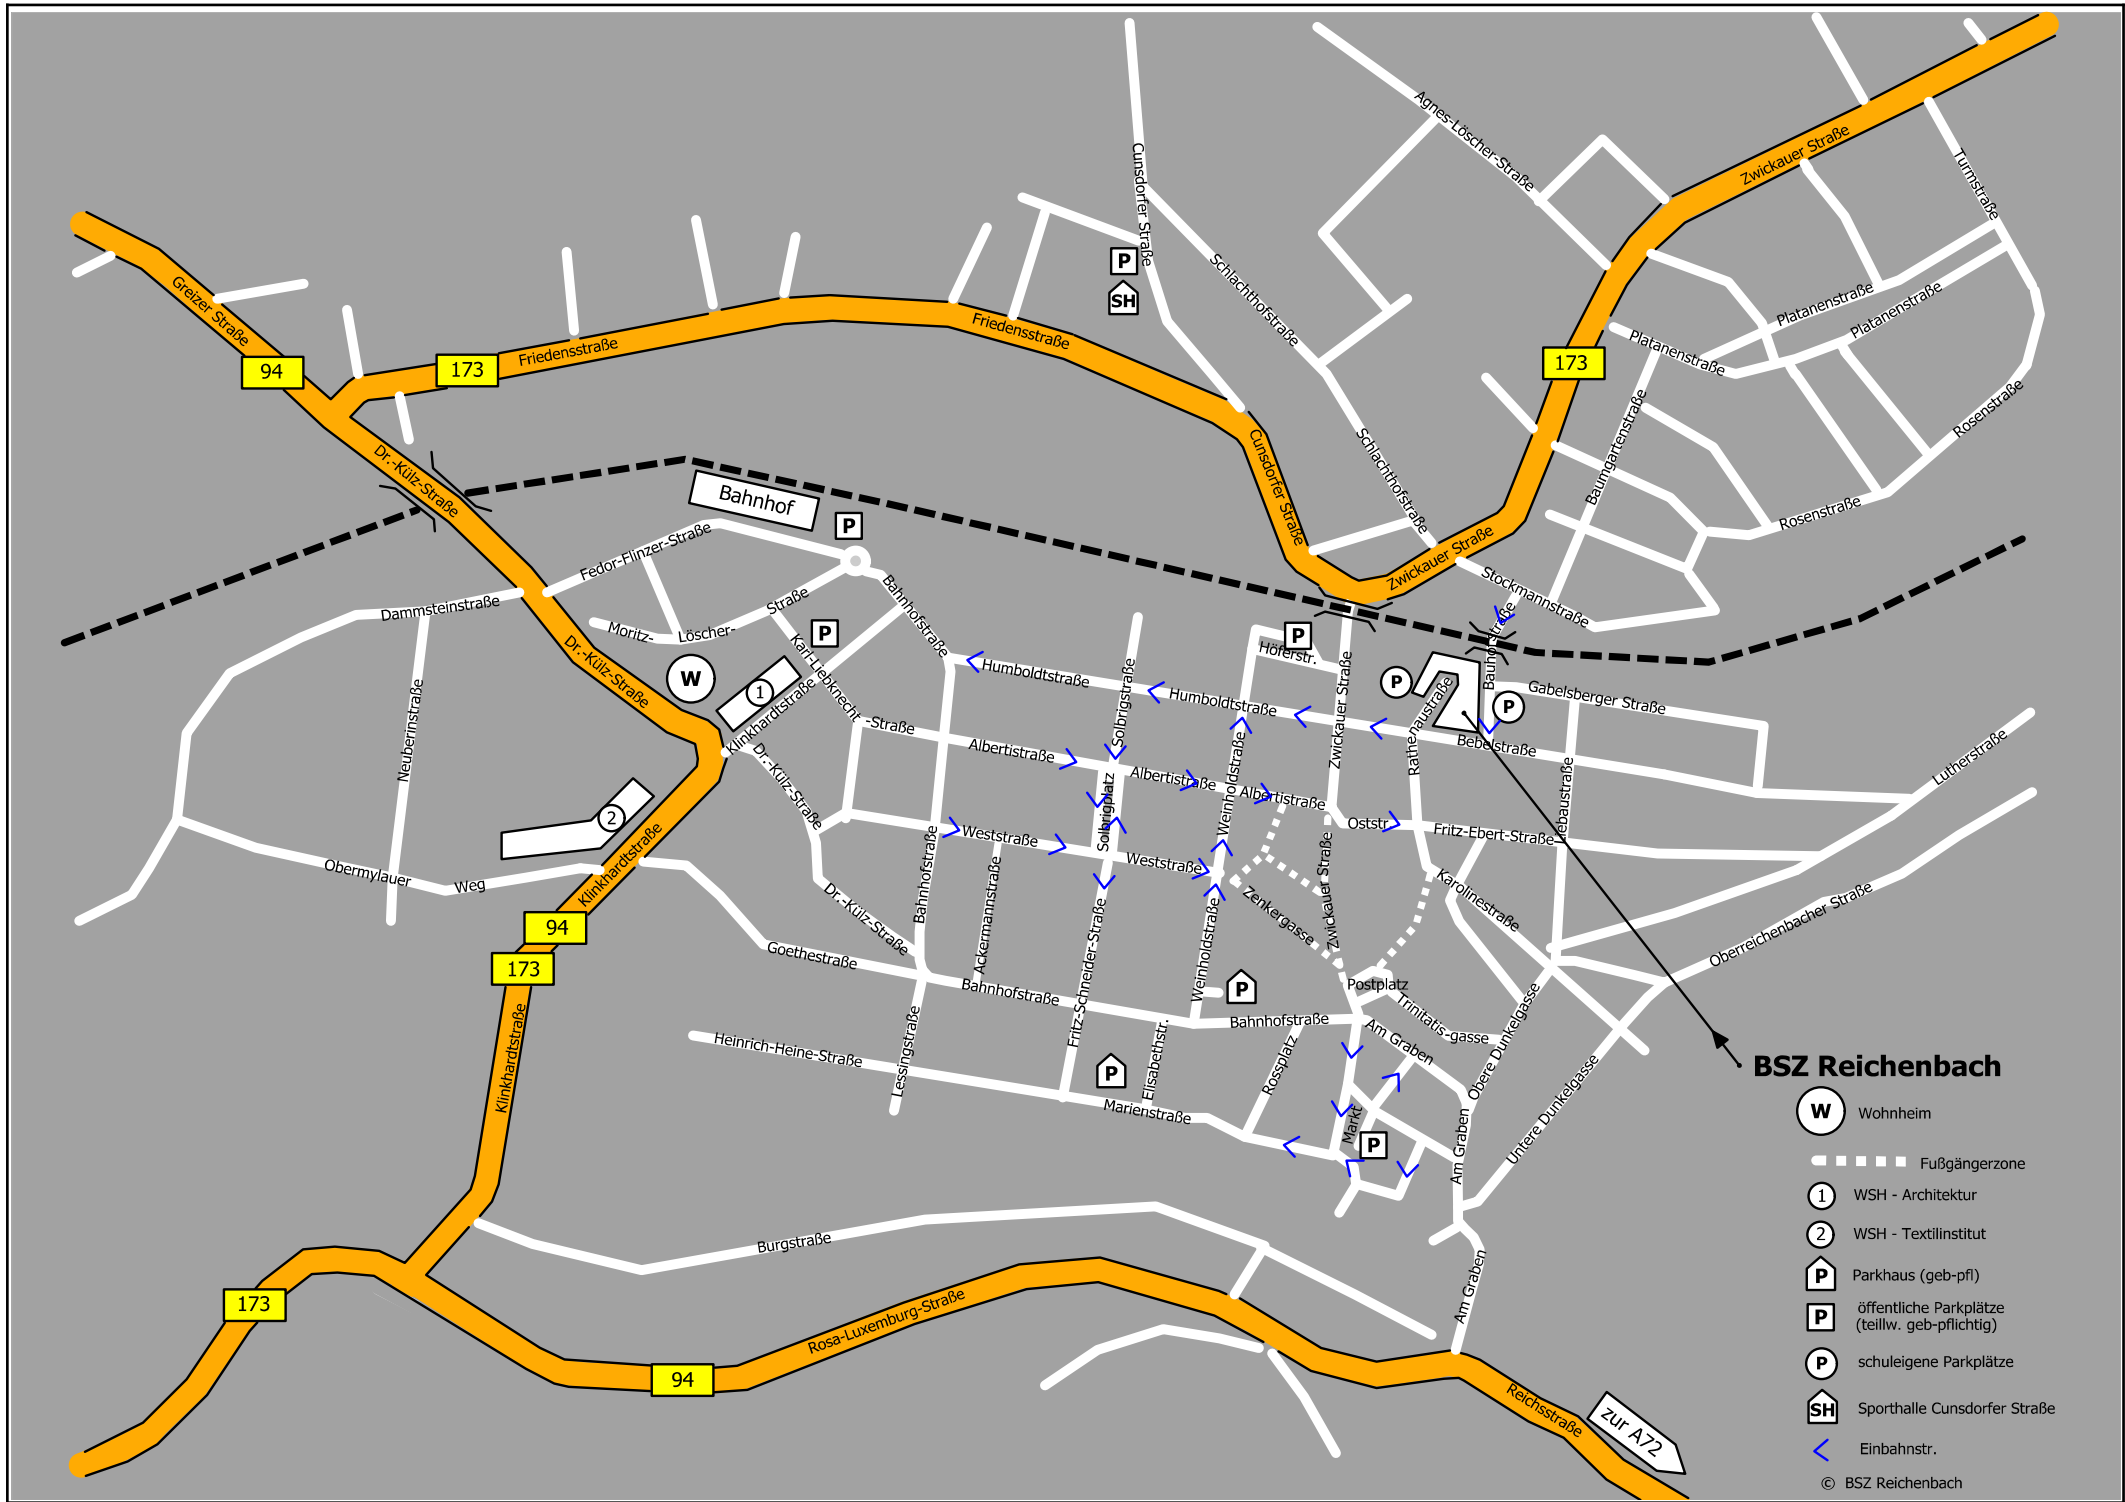 Agnes-Löscher-Straße
Zwickauer Straße
Turmstraße
Cunsdorfer Straße
P
SH
Schlachthofstraße
Greizer Straße
94
173
Friedensstraße
Friedensstraße
173
Platanenstraße
Platanenstraße
Platanenstraße
Baumgartenstraße
Rosenstraße
Rosenstraße
Dr.-Külz-Straße
Bahnhof
P
Cunsdorfer Straße
Schlachthofstraße
Zwickauer Straße
Stockmannstraße
Bauhofstraße
Fedor-Flinzer-Straße
Dammsteinstraße
Moritz-
Löscher-
Straße
Bahnhofstraße
P
Karl-Liebknecht
-Straße
Dr.-Külz-Straße
W
1
Klinkhardtstraße
Neuberinstraße
Humboldtstraße
Humboldtstraße
Solbrigstraße
P
Höferstr.
Zwickauer Straße
P
Rathenaustraße
P
Gabelsberger Straße
Bebelstraße
Lutherstraße
Albertistraße
Albertistraße
Albertistraße
Solbrigplatz
Weinholdstraße
Liebaustraße
Dr.-Külz-Straße
2
Klinkhardtstraße
Weststraße
Weststraße
Oststr.
Fritz-Ebert-Straße
Obermylauer
Weg
Dr.-Külz-Straße
Bahnhofstraße
Ackermannstraße
Fritz-Schneider-Straße
Weinholdstraße
Zenkergasse
Zwickauer Straße
Karolinestraße
Oberreichenbacher Straße
94
173
Goethestraße
Bahnhofstraße
P
Postplatz
Trinitatis-gasse
Obere Dunkelgasse
Bahnhofstraße
Am Graben
Klinkhardtstraße
Heinrich-Heine-Straße
Lessingstraße
P
Elisabethstr.
Rossplatz
Marienstraße
Markt
P
Am Graben
Untere Dunkelgasse
Burgstraße
Am Graben
173
94
Rosa-Luxemburg-Straße
Reichsstraße
zur A72
BSZ Reichenbach
W Wohnheim
Fußgängerzone
1 WSH - Architektur
2 WSH - Textilinstitut
P Parkhaus (geb-pfl)
P öffentliche Parkplätze
(teillw. geb-pflichtig)
P schuleigene Parkplätze
SH Sporthalle Cunsdorfer Straße
Einbahnstr.
© BSZ Reichenbach